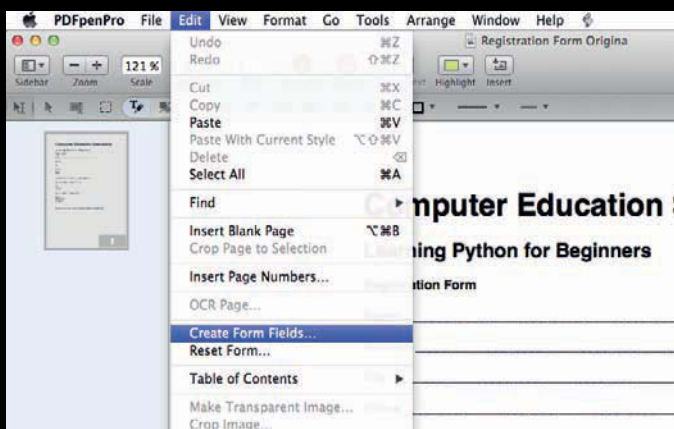 PDFpenPro File Edit View Format Go Tools Arrange Window Help
Registration Form Origina
121 %
Sidebar Zoom Scale
Highlight Insert
Undo ⌘Z
Redo ⇧⌘Z
Cut ⌘X
Copy ⌘C
Paste ⌘V
Paste With Current Style ⌥⇧⌘V
Delete ⌫
Select All ⌘A
Find
Insert Blank Page ⌥⌘B
Crop Page to Selection
Insert Page Numbers...
OCR Page...
Create Form Fields...
Reset Form...
Table of Contents
Make Transparent Image...
Crop Image...
Computer Education
Learning Python for Beginners
Registration Form